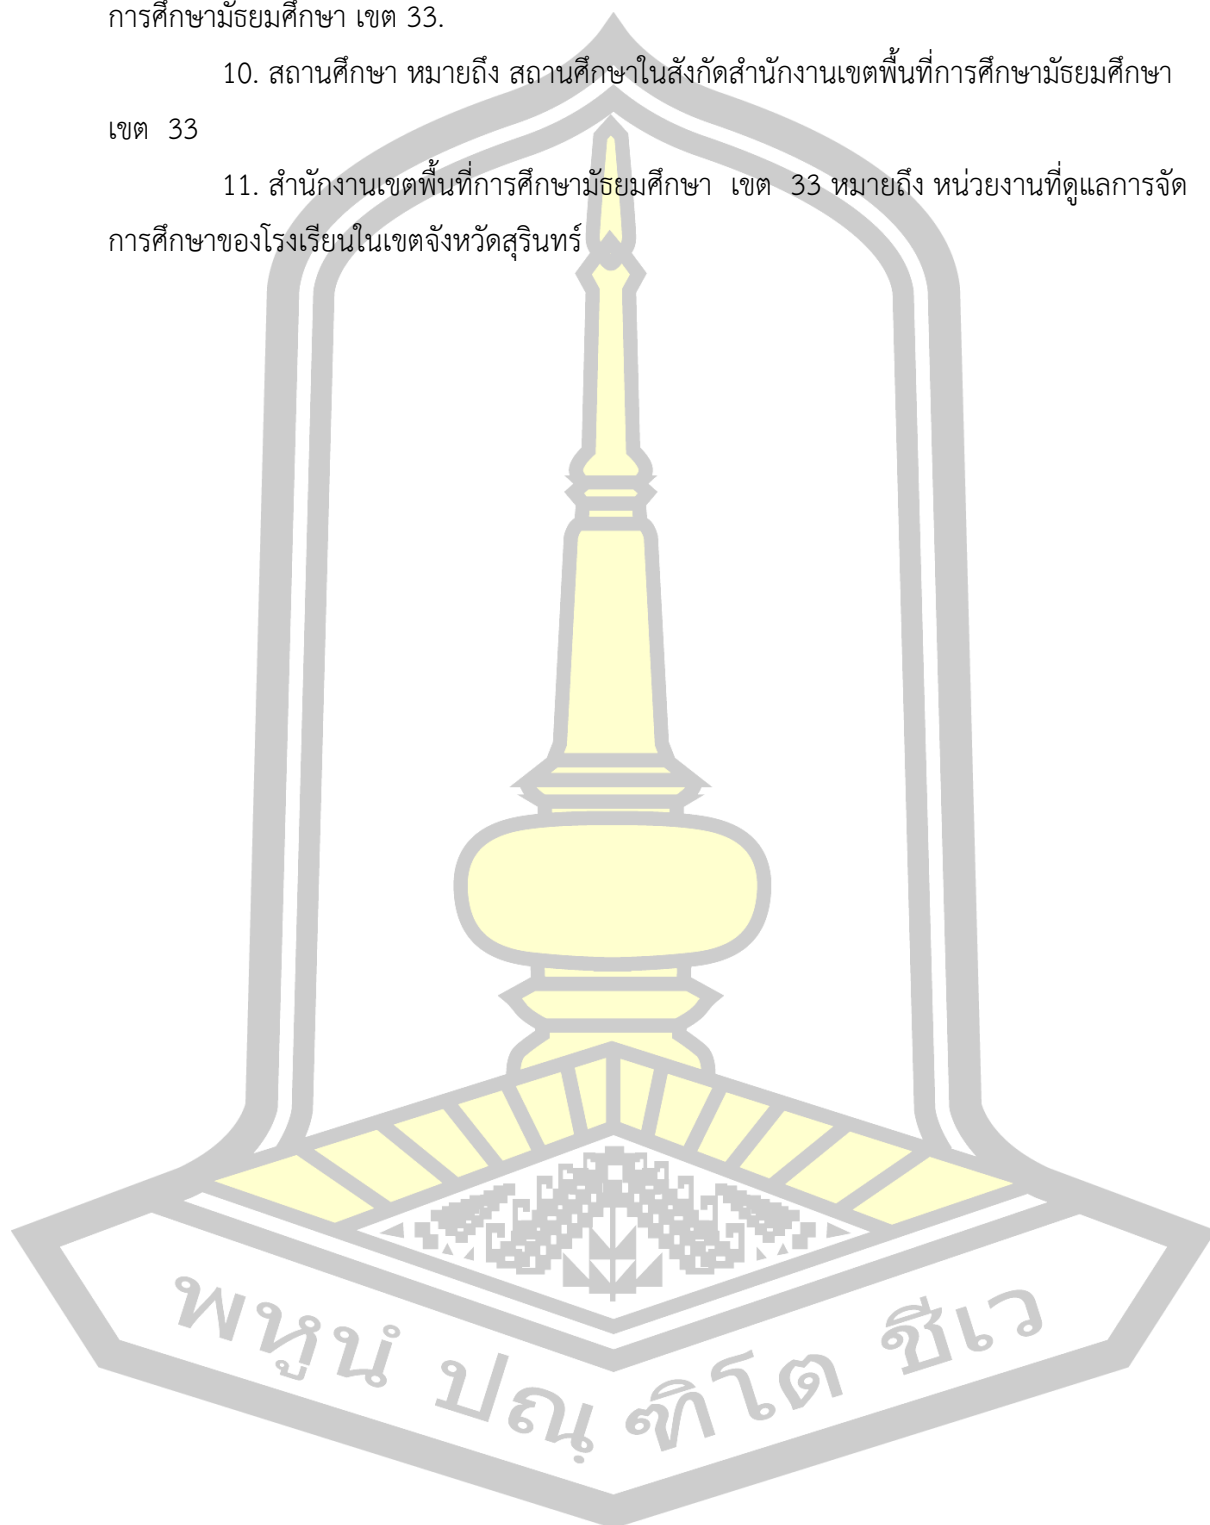 การศึกษามัธยมศึกษา เขต 33.
10. สถานศึกษา หมายถึง สถานศึกษาในสังกัดสำนักงานเขตพื้นที่การศึกษามัธยมศึกษา
เขต 33
11. สำนักงานเขตพื้นที่การศึกษามัธยมศึกษา เขต 33 หมายถึง หน่วยงานที่ดูแลการจัด
การศึกษาของโรงเรียนในเขตจังหวัดสุรินทร์
พหูนํ ปณฺฑิโต ชีเว